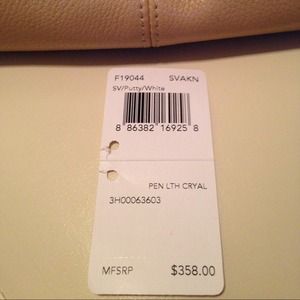 F19044 SVAKN
SV/Putty/White
8 86382 16925 8
PEN LTH CRYAL
3H00063603
MFSRP $358.00